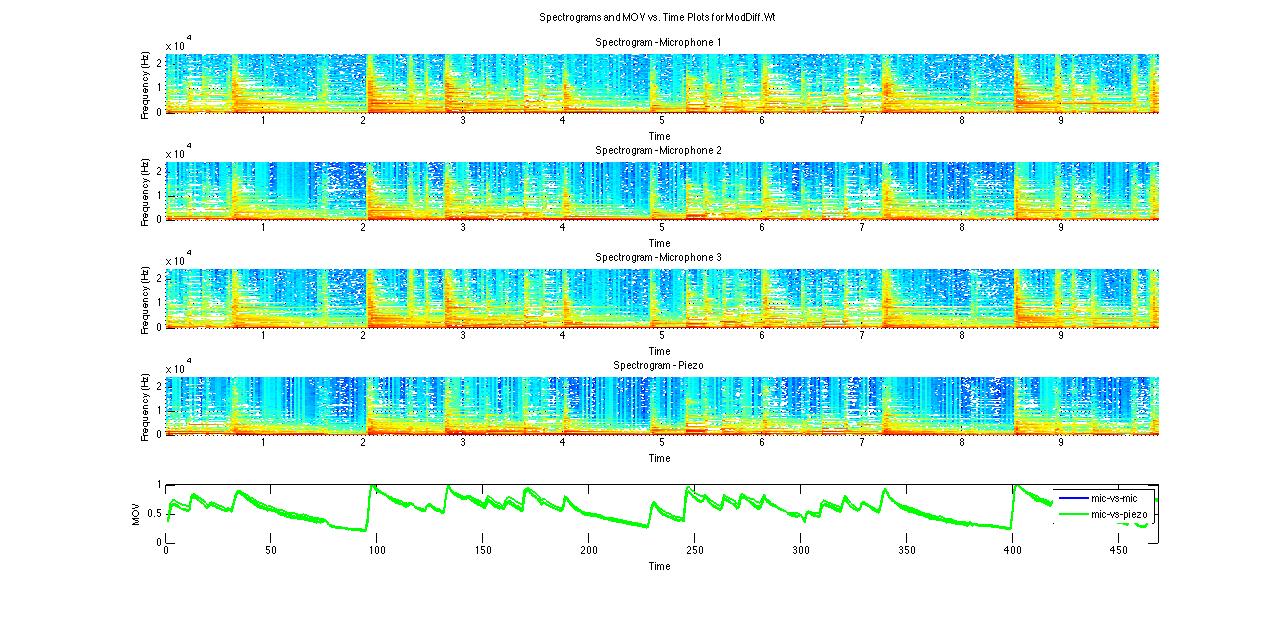 Spectrograms and MOV vs. Time Plots for ModDiff.Wt
Spectrogram - Microphone 1
x 10 4
Frequency (Hz)
2
1
0
1 2 3 4 5 6 7 8 9
Time
Spectrogram - Microphone 2
x 10 4
Frequency (Hz)
2
1
0
1 2 3 4 5 6 7 8 9
Time
Spectrogram - Microphone 3
x 10 4
Frequency (Hz)
2
1
0
1 2 3 4 5 6 7 8 9
Time
Spectrogram - Piezo
x 10 4
Frequency (Hz)
2
1
0
1 2 3 4 5 6 7 8 9
Time
MOV
1
0.5
0
mic-vs-mic
mic-vs-piezo
0 50 100 150 200 250 300 350 400 450
Time